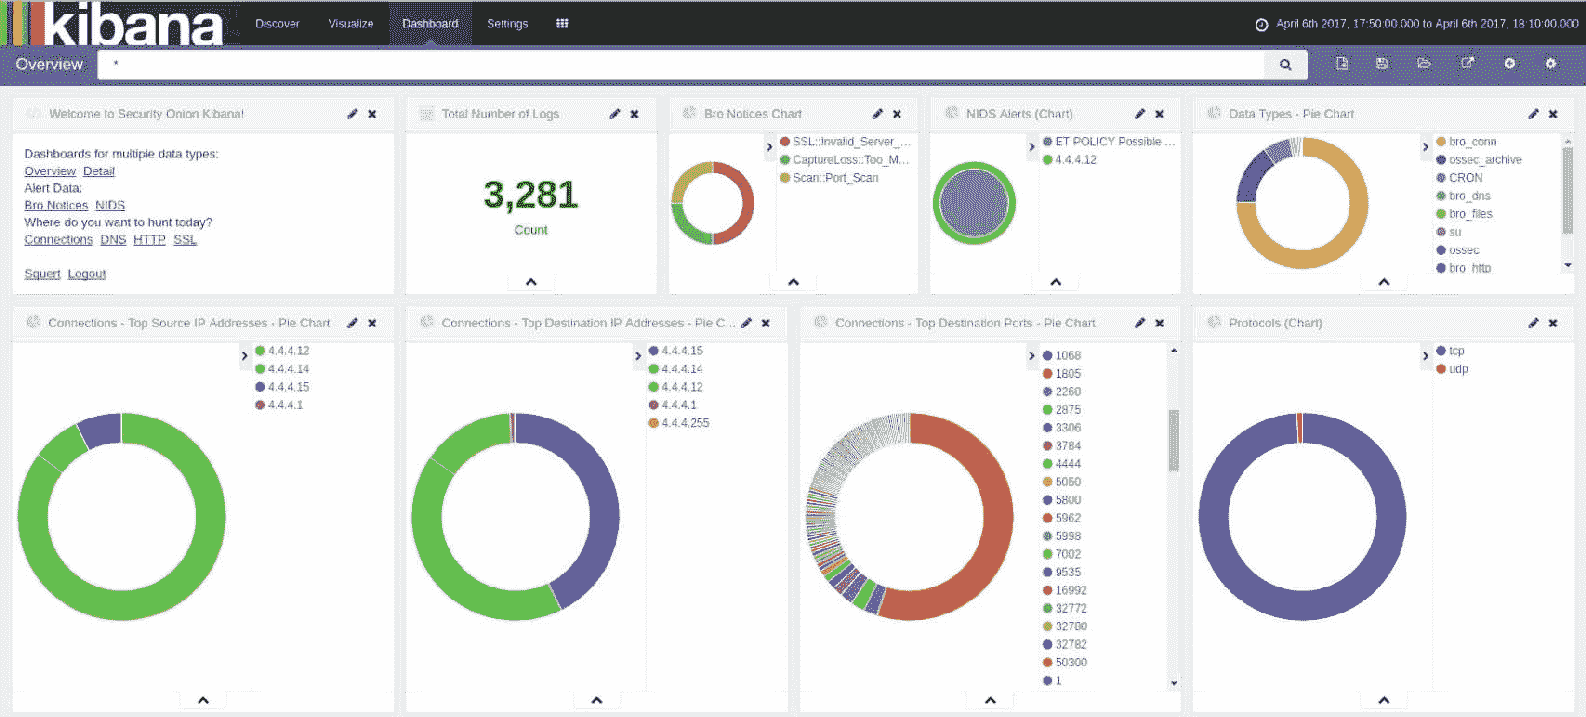 kibana
Discover Visualize Dashboard Settings
April 6th 2017, 17:50:00.000 to April 6th 2017, 18:10:00.000
Overview *
Welcome to Security Onion Kibana!
Dashboards for multiple data types:
Overview Detail
Alert Data:
Bro Notices NIDS
Where do you want to hunt today?
Connections DNS HTTP SSL
Squert Logout
Total Number of Logs
3,281
Count
Bro Notices Chart
SSL::Invalid_Server_...
CaptureLoss::Too_M...
Scan::Port_Scan
NIDS Alerts (Chart)
ET POLICY Possible ...
4.4.4.12
Data Types - Pie Chart
bro_conn
ossec_archive
CRON
bro_dns
bro_files
su
ossec
bro_http
Connections - Top Source IP Addresses - Pie Chart
4.4.4.12
4.4.4.14
4.4.4.15
4.4.4.1
Connections - Top Destination IP Addresses - Pie C...
4.4.4.15
4.4.4.14
4.4.4.12
4.4.4.1
4.4.4.255
Connections - Top Destination Ports - Pie Chart
1068
1805
2260
2875
3306
3784
4444
5050
5800
5962
5998
7002
9535
16992
32772
32780
32782
50300
1
Protocols (Chart)
tcp
udp